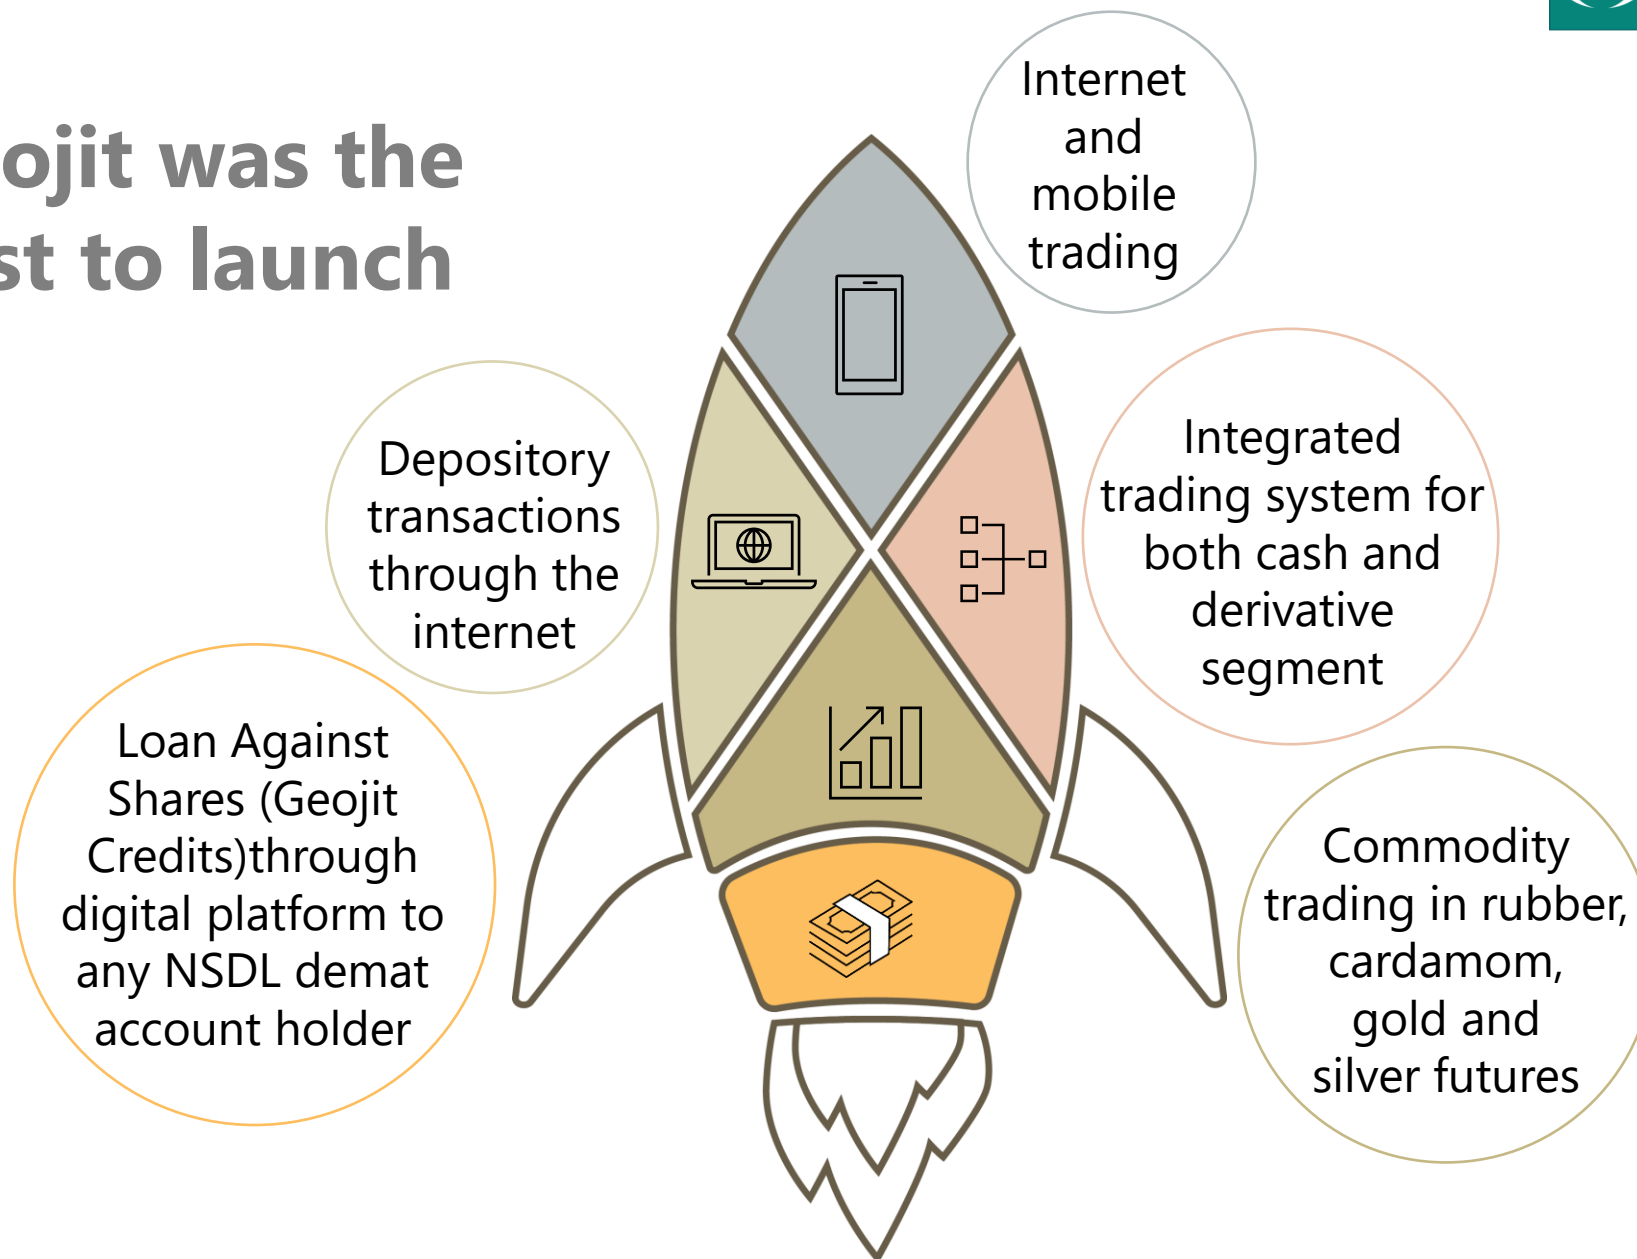 ojit was the
st to launch
Internet
and
mobile
trading
Depository
transactions
through the
internet
Integrated
trading system for
both cash and
derivative
segment
Loan Against
Shares (Geojit
Credits)through
digital platform to
any NSDL demat
account holder
Commodity
trading in rubber,
cardamom,
gold and
silver futures